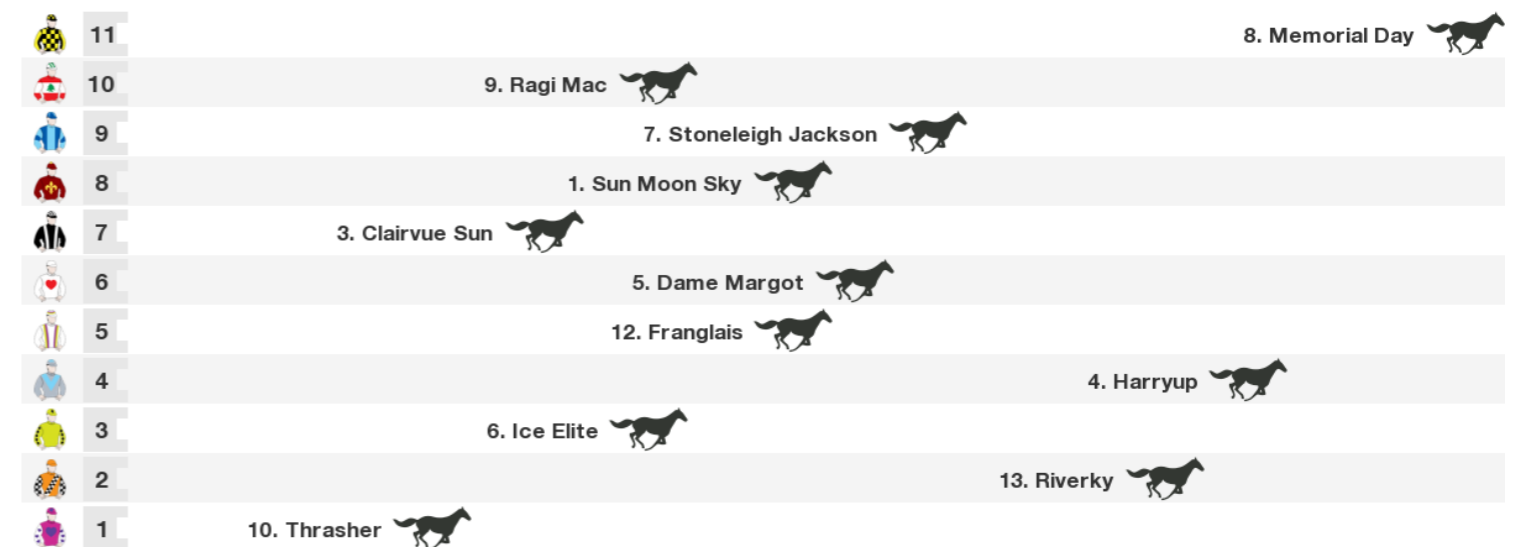 11 8. Memorial Day
10 9. Ragi Mac
9 7. Stoneleigh Jackson
8 1. Sun Moon Sky
7 3. Clairvue Sun
6 5. Dame Margot
5 12. Franglais
4 4. Harryup
3 6. Ice Elite
2 13. Riverky
1 10. Thrasher